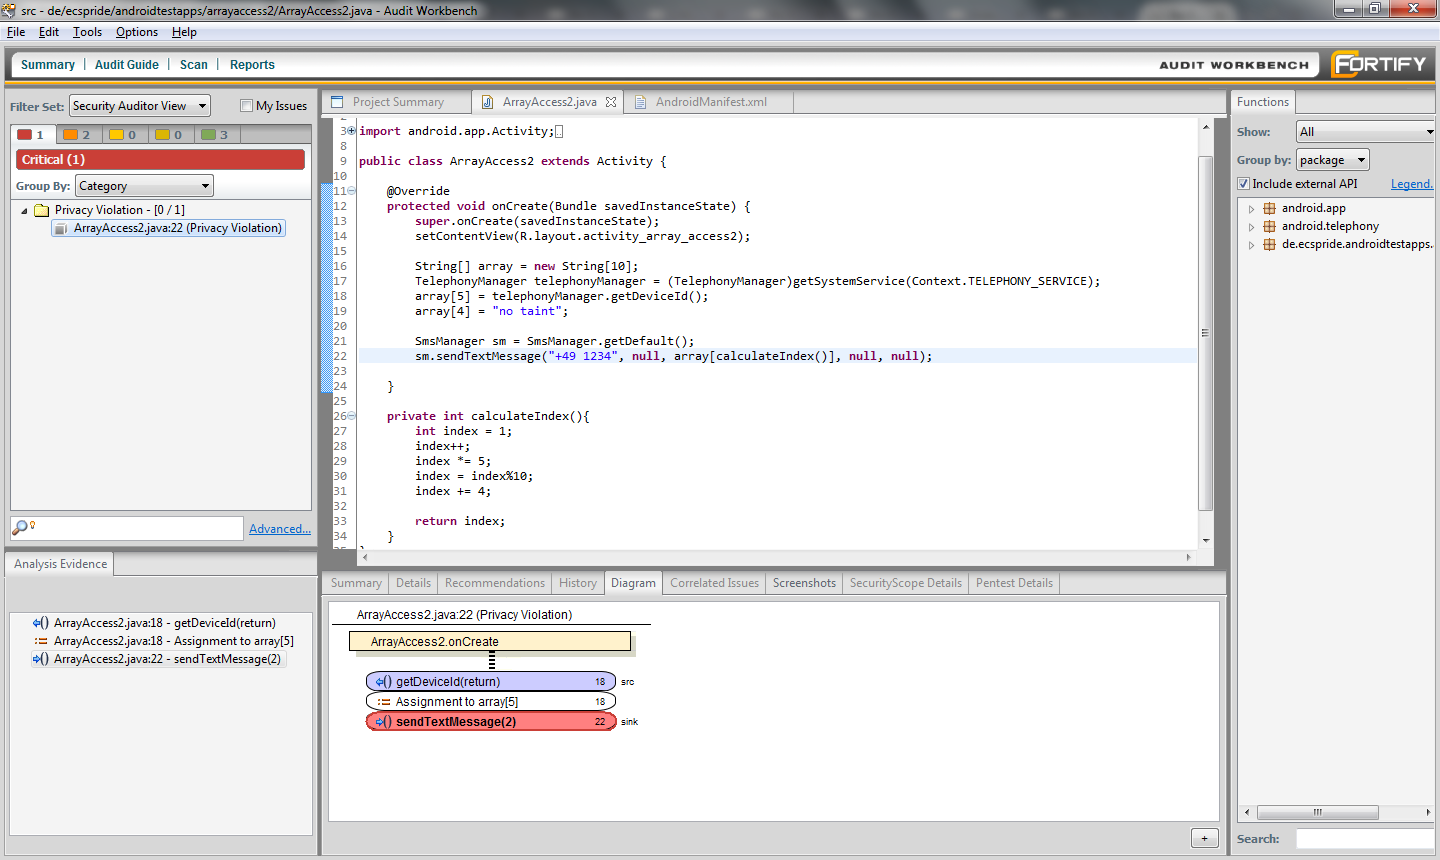 src - de/ecspride/androidtestapps/arrayaccess2/ArrayAccess2.java - Audit Workbench
File Edit Tools Options Help
Summary | Audit Guide | Scan | Reports
AUDIT WORKBENCH FORTIFY
Filter Set: Security Auditor View My Issues
1 2 0 0 3
Critical (1)
Group By: Category
Privacy Violation - [0 / 1]
ArrayAccess2.java:22 (Privacy Violation)
Advanced...
Analysis Evidence
ArrayAccess2.java:18 - getDeviceId(return)
ArrayAccess2.java:18 - Assignment to array[5]
ArrayAccess2.java:22 - sendTextMessage(2)
Project Summary ArrayAccess2.java AndroidManifest.xml
3 import android.app.Activity;
8
9 public class ArrayAccess2 extends Activity {
10
11 @Override
12 protected void onCreate(Bundle savedInstanceState) {
13 super.onCreate(savedInstanceState);
14 setContentView(R.layout.activity_array_access2);
15
16 String[] array = new String[10];
17 TelephonyManager telephonyManager = (TelephonyManager)getSystemService(Context.TELEPHONY_SERVICE);
18 array[5] = telephonyManager.getDeviceId();
19 array[4] = "no taint";
20
21 SmsManager sm = SmsManager.getDefault();
22 sm.sendTextMessage("+49 1234", null, array[calculateIndex()], null, null);
23
24 }
25
26 private int calculateIndex(){
27 int index = 1;
28 index++;
29 index *= 5;
30 index = index%10;
31 index += 4;
32
33 return index;
34 }
Summary Details Recommendations History Diagram Correlated Issues Screenshots SecurityScope Details Pentest Details
ArrayAccess2.java:22 (Privacy Violation)
ArrayAccess2.onCreate
getDeviceId(return) 18 src
Assignment to array[5] 18
sendTextMessage(2) 22 sink
+
Functions
Show: All
Group by: package
Include external API Legend.
android.app
android.telephony
de.ecspride.androidtestapps.
Search: